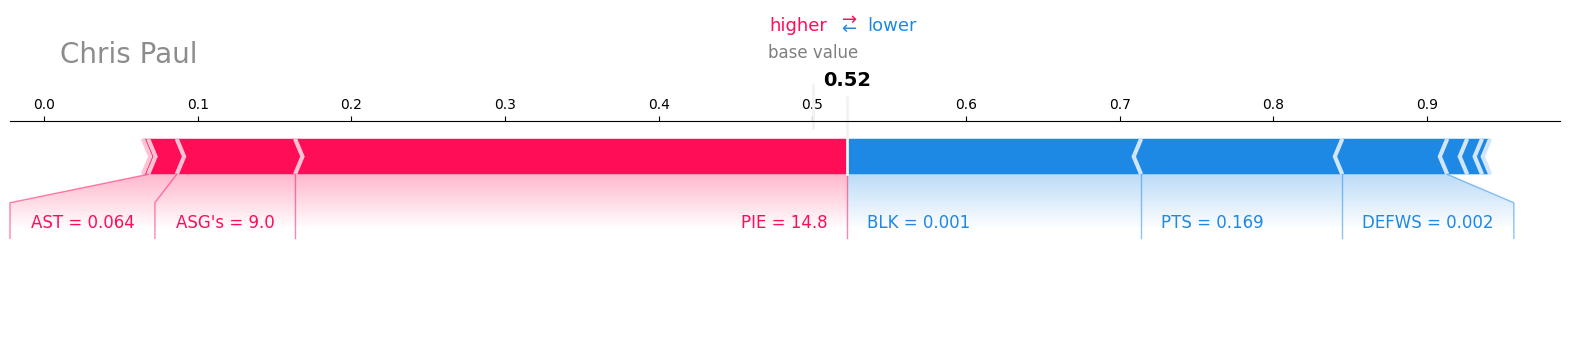 higher ⇄ lower
Chris Paul
base value
0.52
0.0 0.1 0.2 0.3 0.4 0.5 0.6 0.7 0.8 0.9
AST = 0.064 ASG's = 9.0 PIE = 14.8 BLK = 0.001 PTS = 0.169 DEFWS = 0.002